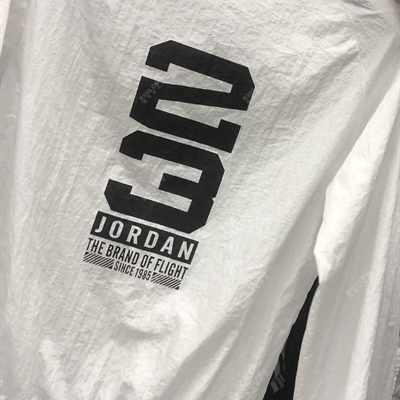 23
JORDAN
THE BRAND OF FLIGHT
SINCE 1985